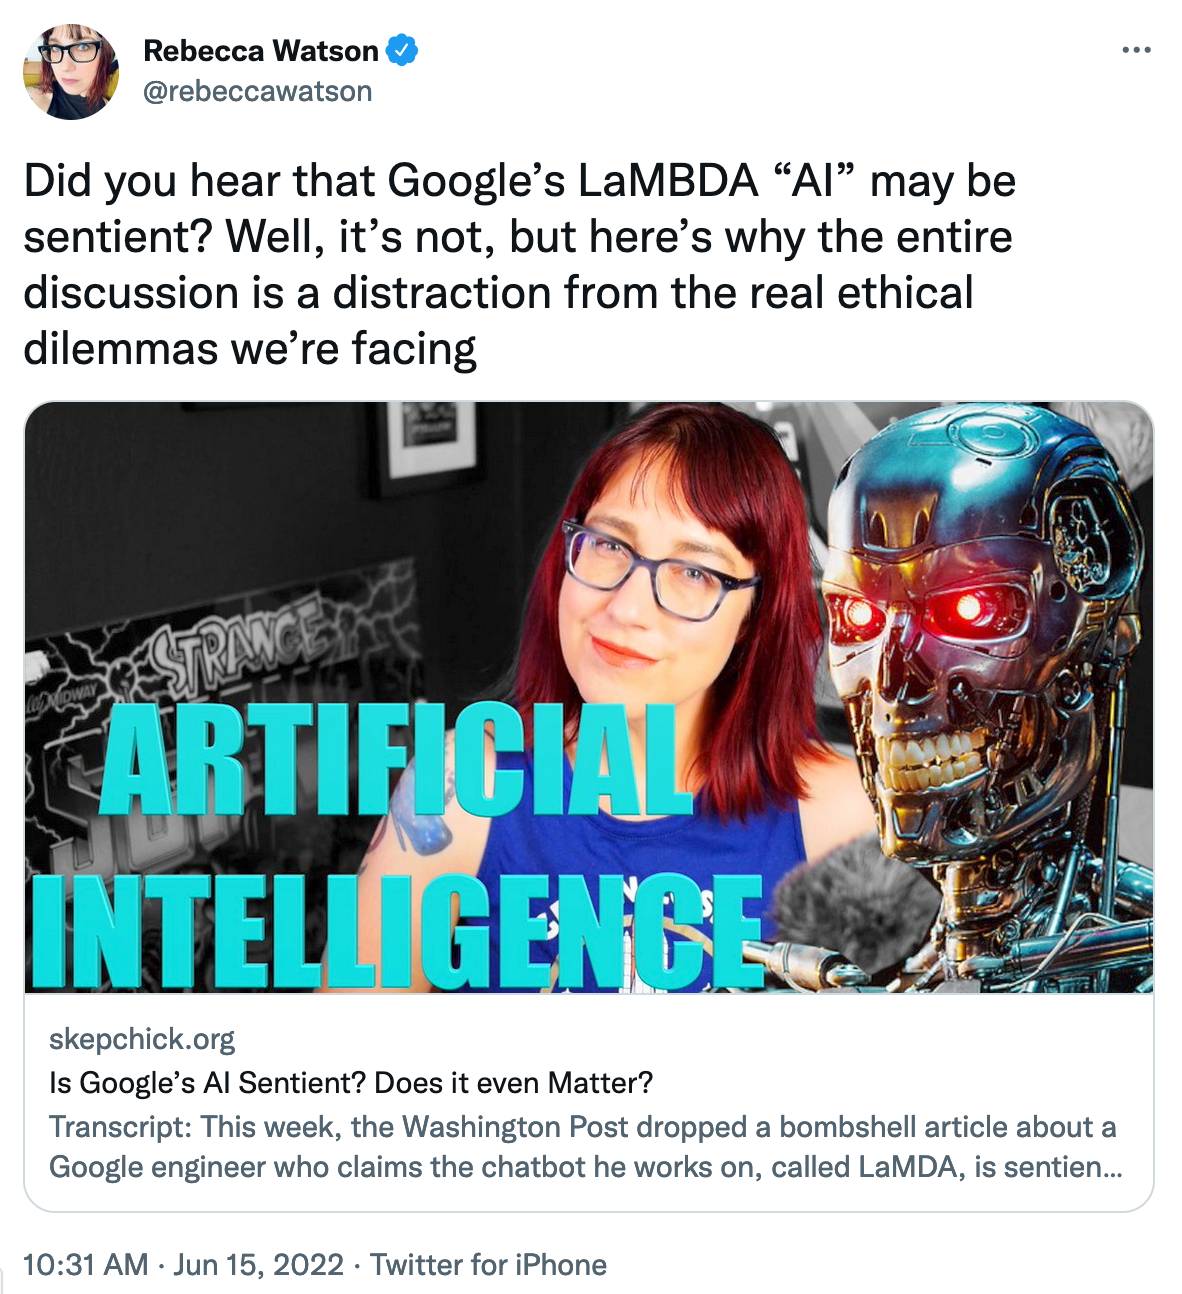 Rebecca Watson
@rebeccawatson
Did you hear that Google’s LaMBDA “AI” may be
sentient? Well, it’s not, but here’s why the entire
discussion is a distraction from the real ethical
dilemmas we’re facing
STRANGE
MIDWAY
ARTIFICIAL
INTELLIGENCE
skepchick.org
Is Google’s AI Sentient? Does it even Matter?
Transcript: This week, the Washington Post dropped a bombshell article about a
Google engineer who claims the chatbot he works on, called LaMDA, is sentien...
10:31 AM · Jun 15, 2022 · Twitter for iPhone